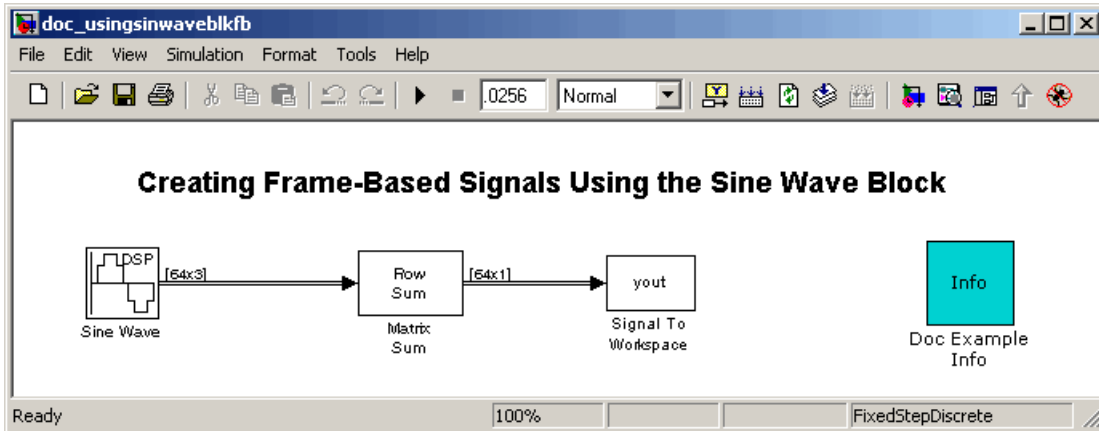 doc_usingsinwaveblkfb
File Edit View Simulation Format Tools Help
.0256 Normal
Creating Frame-Based Signals Using the Sine Wave Block
DSP
[64x3]
Row
Sum
[64x1]
yout
Info
Sine Wave
Matrix
Sum
Signal To
Workspace
Doc Example
Info
Ready 100% FixedStepDiscrete